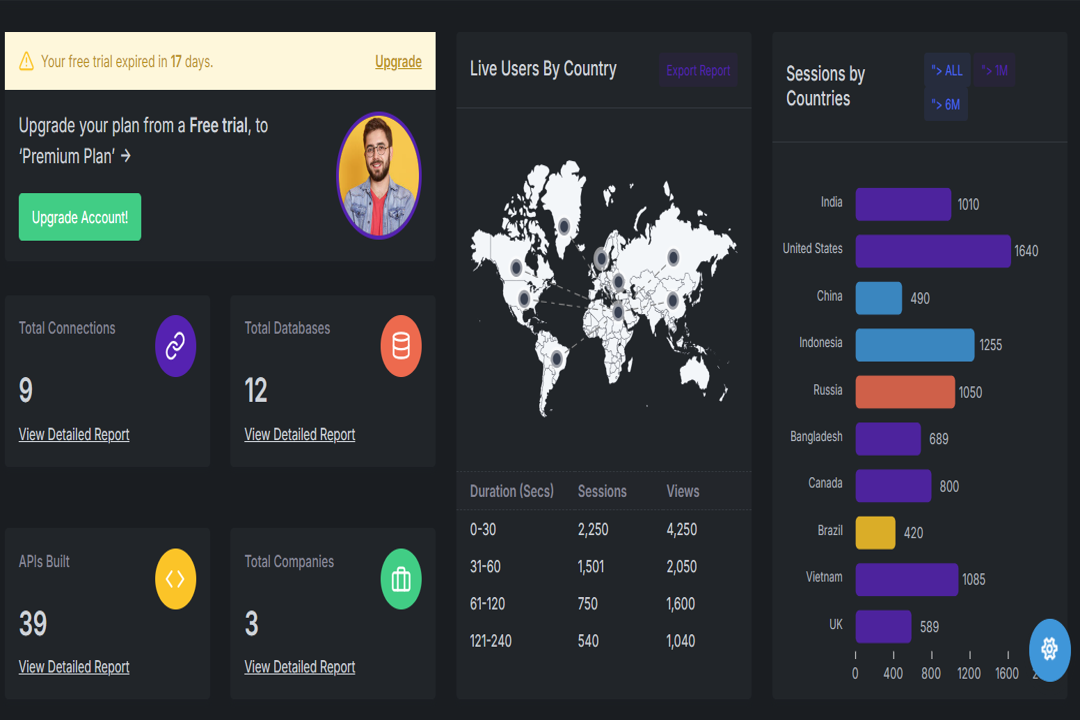 Your free trial expired in 17 days.
Upgrade
Upgrade your plan from a Free trial, to
‘Premium Plan’ →
Upgrade Account!
Total Connections
9
View Detailed Report
Total Databases
12
View Detailed Report
APIs Built
39
View Detailed Report
Total Companies
3
View Detailed Report
Live Users By Country
Export Report
Duration (Secs) Sessions Views
0-30 2,250 4,250
31-60 1,501 2,050
61-120 750 1,600
121-240 540 1,040
Sessions by
Countries
"> ALL "> 1M
"> 6M
India 1010
United States 1640
China 490
Indonesia 1255
Russia 1050
Bangladesh 689
Canada 800
Brazil 420
Vietnam 1085
UK 589
0 400 800 1200 1600